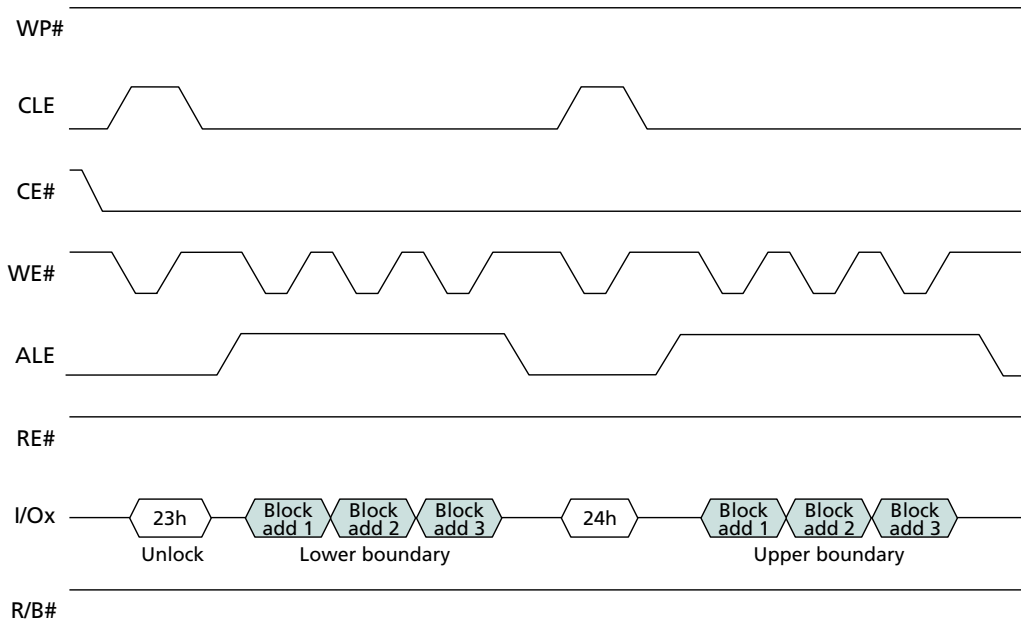 WP#
CLE
CE#
WE#
ALE
RE#
I/Ox
23h
Block
add 1
Block
add 2
Block
add 3
24h
Block
add 1
Block
add 2
Block
add 3
Unlock
Lower boundary
Upper boundary
R/B#